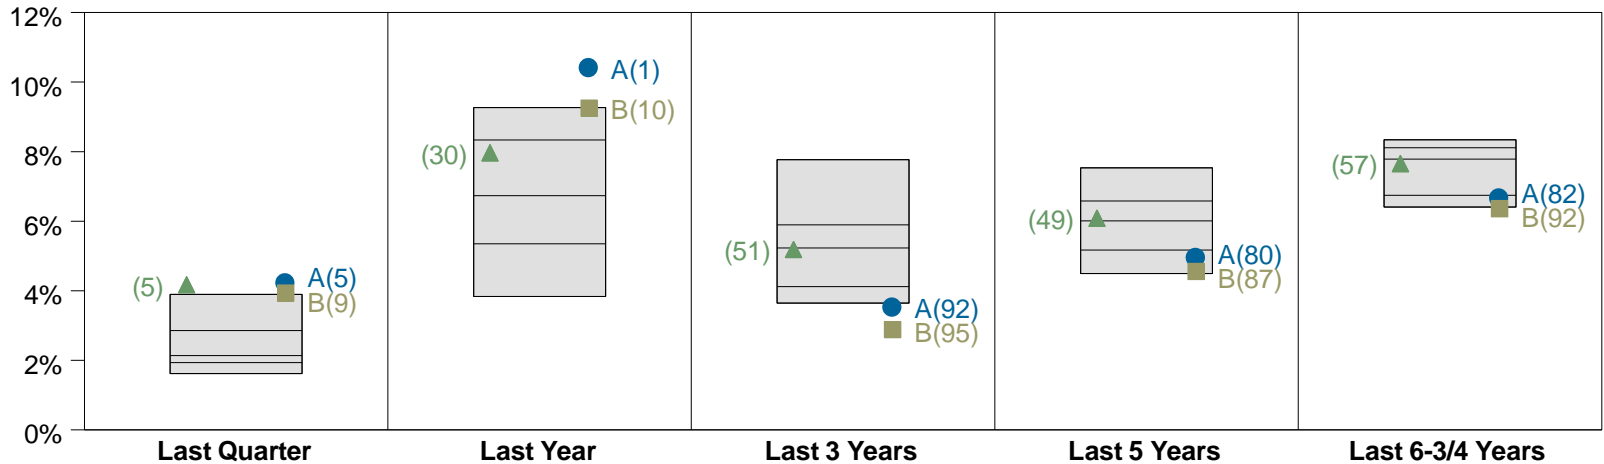 12%
10%
8%
6%
4%
2%
0%
(5)
A(5)
B(9)
(30)
A(1)
B(10)
(51)
A(92)
B(95)
(49)
A(80)
B(87)
(57)
A(82)
B(92)
Last Quarter
Last Year
Last 3 Years
Last 5 Years
Last 6-3/4 Years